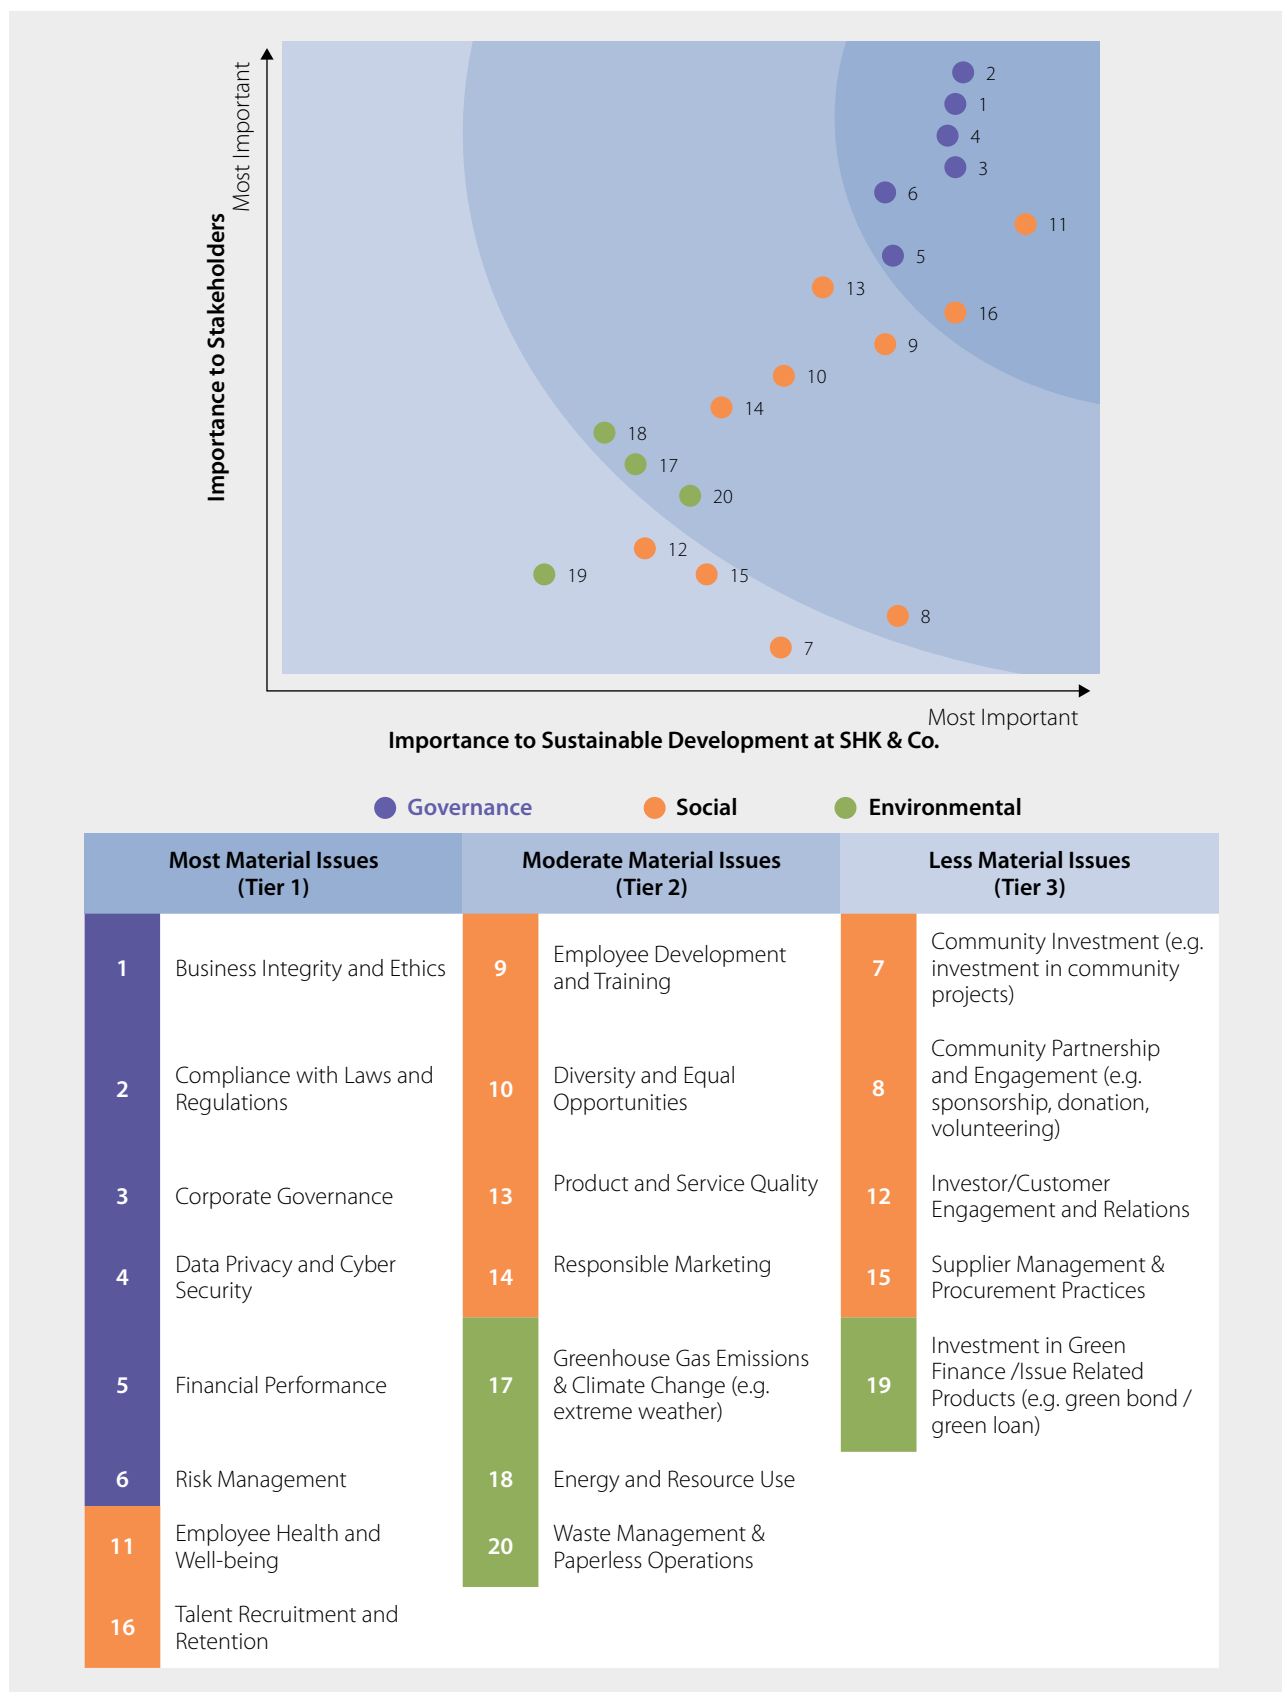 Most Important
Importance to Stakeholders
2
1
4
3
6
11
5
13
16
9
10
14
18
17
20
12
19
15
8
7
Most Important
Importance to Sustainable Development at SHK & Co.
Governance
Social
Environmental
Most Material Issues
(Tier 1)
Moderate Material Issues
(Tier 2)
Less Material Issues
(Tier 3)
1
Business Integrity and Ethics
2
Compliance with Laws and
Regulations
3
Corporate Governance
4
Data Privacy and Cyber
Security
5
Financial Performance
6
Risk Management
11
Employee Health and
Well-being
16
Talent Recruitment and
Retention
9
Employee Development
and Training
10
Diversity and Equal
Opportunities
13
Product and Service Quality
14
Responsible Marketing
17
Greenhouse Gas Emissions
& Climate Change (e.g.
extreme weather)
18
Energy and Resource Use
20
Waste Management &
Paperless Operations
7
Community Investment (e.g.
investment in community
projects)
8
Community Partnership
and Engagement (e.g.
sponsorship, donation,
volunteering)
12
Investor/Customer
Engagement and Relations
15
Supplier Management &
Procurement Practices
19
Investment in Green
Finance /Issue Related
Products (e.g. green bond /
green loan)